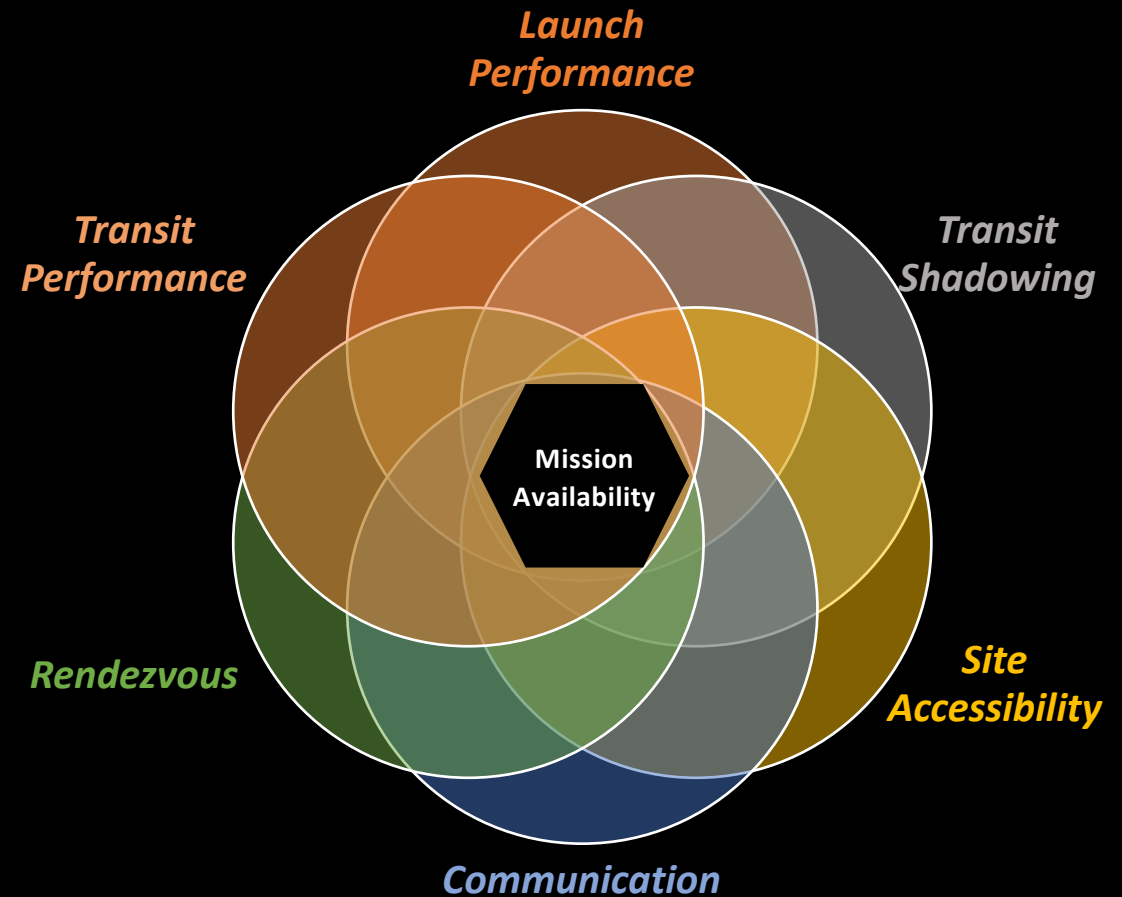 Launch
Performance
Transit
Performance
Transit
Shadowing
Mission
Availability
Rendezvous
Site
Accessibility
Communication